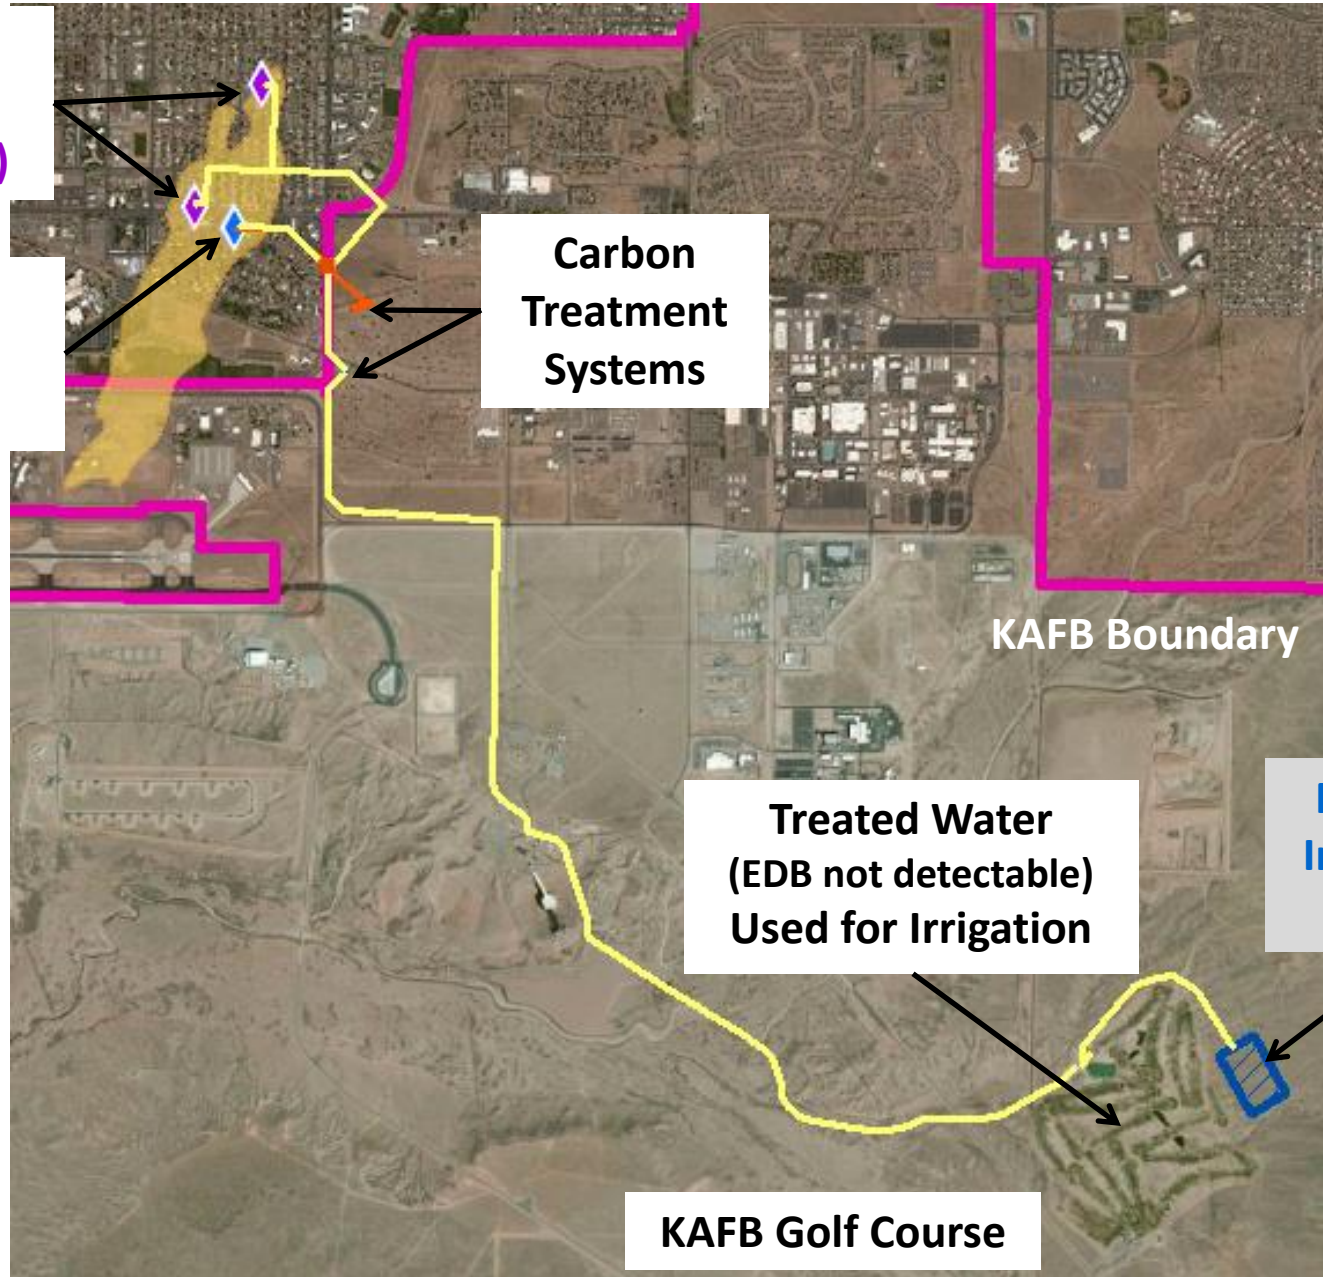 )
Carbon
Treatment
Systems
KAFB Boundary
Treated Water
(EDB not detectable)
Used for Irrigation
KAFB Golf Course